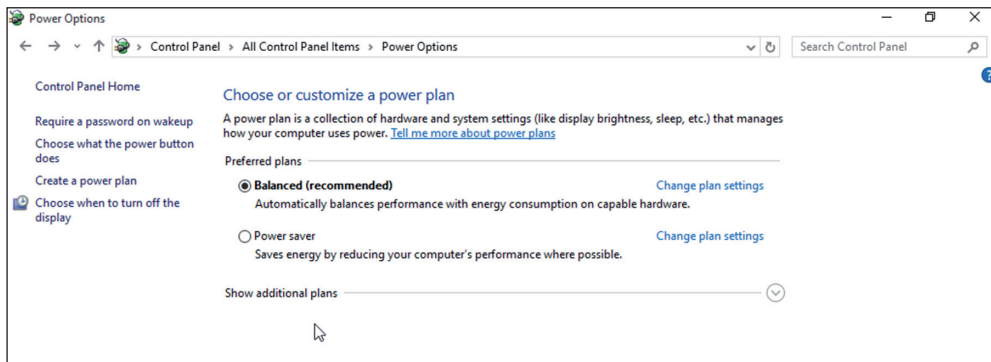 Power Options
Control Panel > All Control Panel Items > Power Options
Search Control Panel
Control Panel Home
Require a password on wakeup
Choose what the power button
does
Create a power plan
Choose when to turn off the
display
Choose or customize a power plan
A power plan is a collection of hardware and system settings (like display brightness, sleep, etc.) that manages
how your computer uses power. Tell me more about power plans
Preferred plans
Balanced (recommended)
Change plan settings
Automatically balances performance with energy consumption on capable hardware.
Power saver
Change plan settings
Saves energy by reducing your computer's performance where possible.
Show additional plans
?